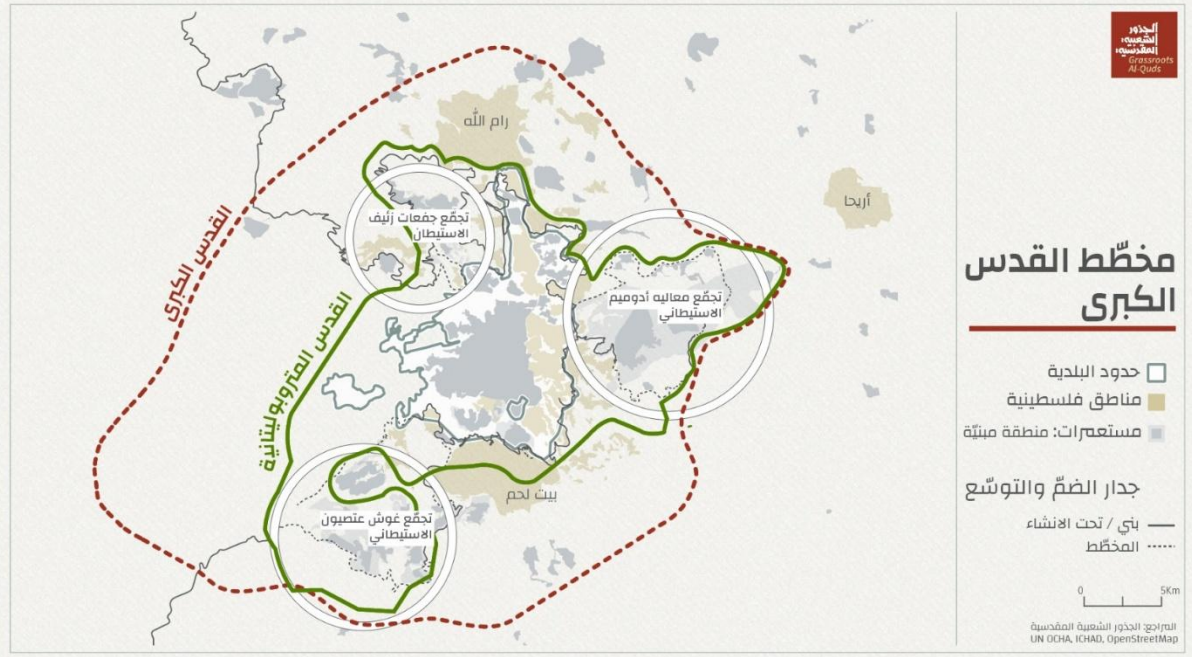 الجذور
الشعبية
المقدسية
Grassroots
Al-Quds
مخطّط القدس
الكبرى
حدود البلدية
مناطق فلسطينية
مستعمرات: منطقة مبنيّة
جدار الضمّ والتوسّع
بني / تحت الانشاء
المخطّط
0 5Km
المراجع: الجذور الشعبية المقدسية
UN OCHA, ICHAD, OpenStreetMap
رام الله
أريحا
القدس الكبرى
تجمّع جفعات زئيف
الاستيطان
تجمّع معاليه أدوميم
الاستيطاني
القدس المتروبوليتانية
بيت لحم
تجمّع غوش عتصيون
الاستيطاني